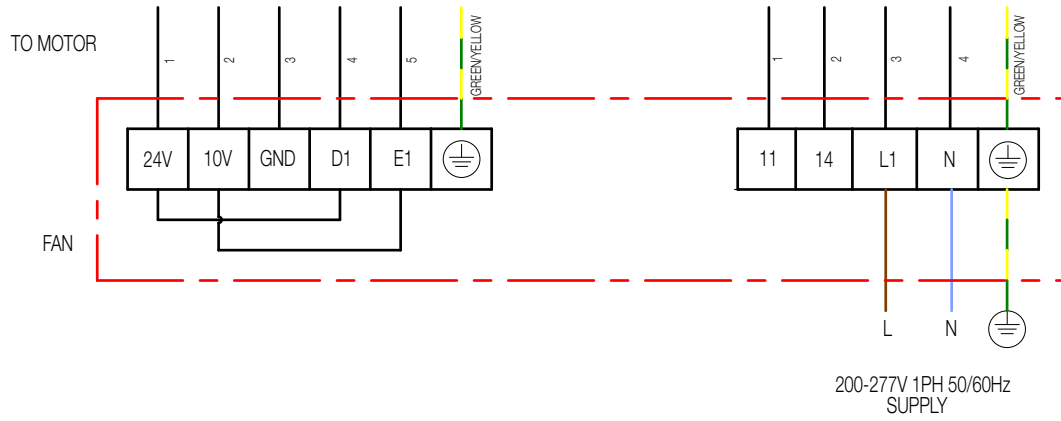 TO MOTOR
1
2
3
4
5
GREEN/YELLOW
1
2
3
4
GREEN/YELLOW
24V 10V GND D1 E1
11 14 L1 N
FAN
L N
200-277V 1PH 50/60Hz
SUPPLY